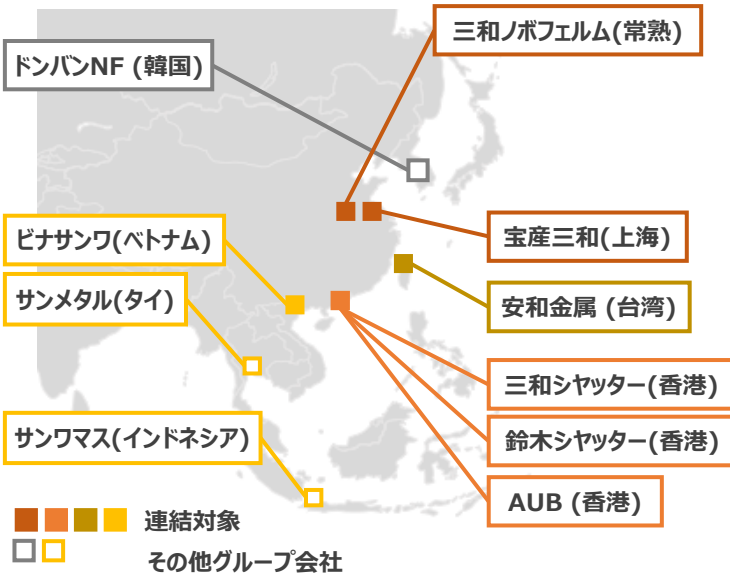 三和ノボフェルム(常熟)
ドンバンNF (韓国)
ビナサンワ(ベトナム)
宝産三和(上海)
サンメタル(タイ)
安和金属 (台湾)
三和シヤッター(香港)
サンワマス(インドネシア)
鈴木シヤッター(香港)
AUB (香港)
連結対象
その他グループ会社